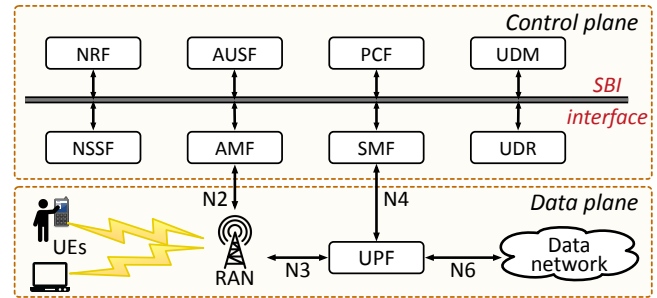 Control plane
NRF
AUSF
PCF
UDM
SBI
interface
NSSF
AMF
SMF
UDR
N2
N4
Data plane
UEs
RAN
N3
UPF
N6
Data
network